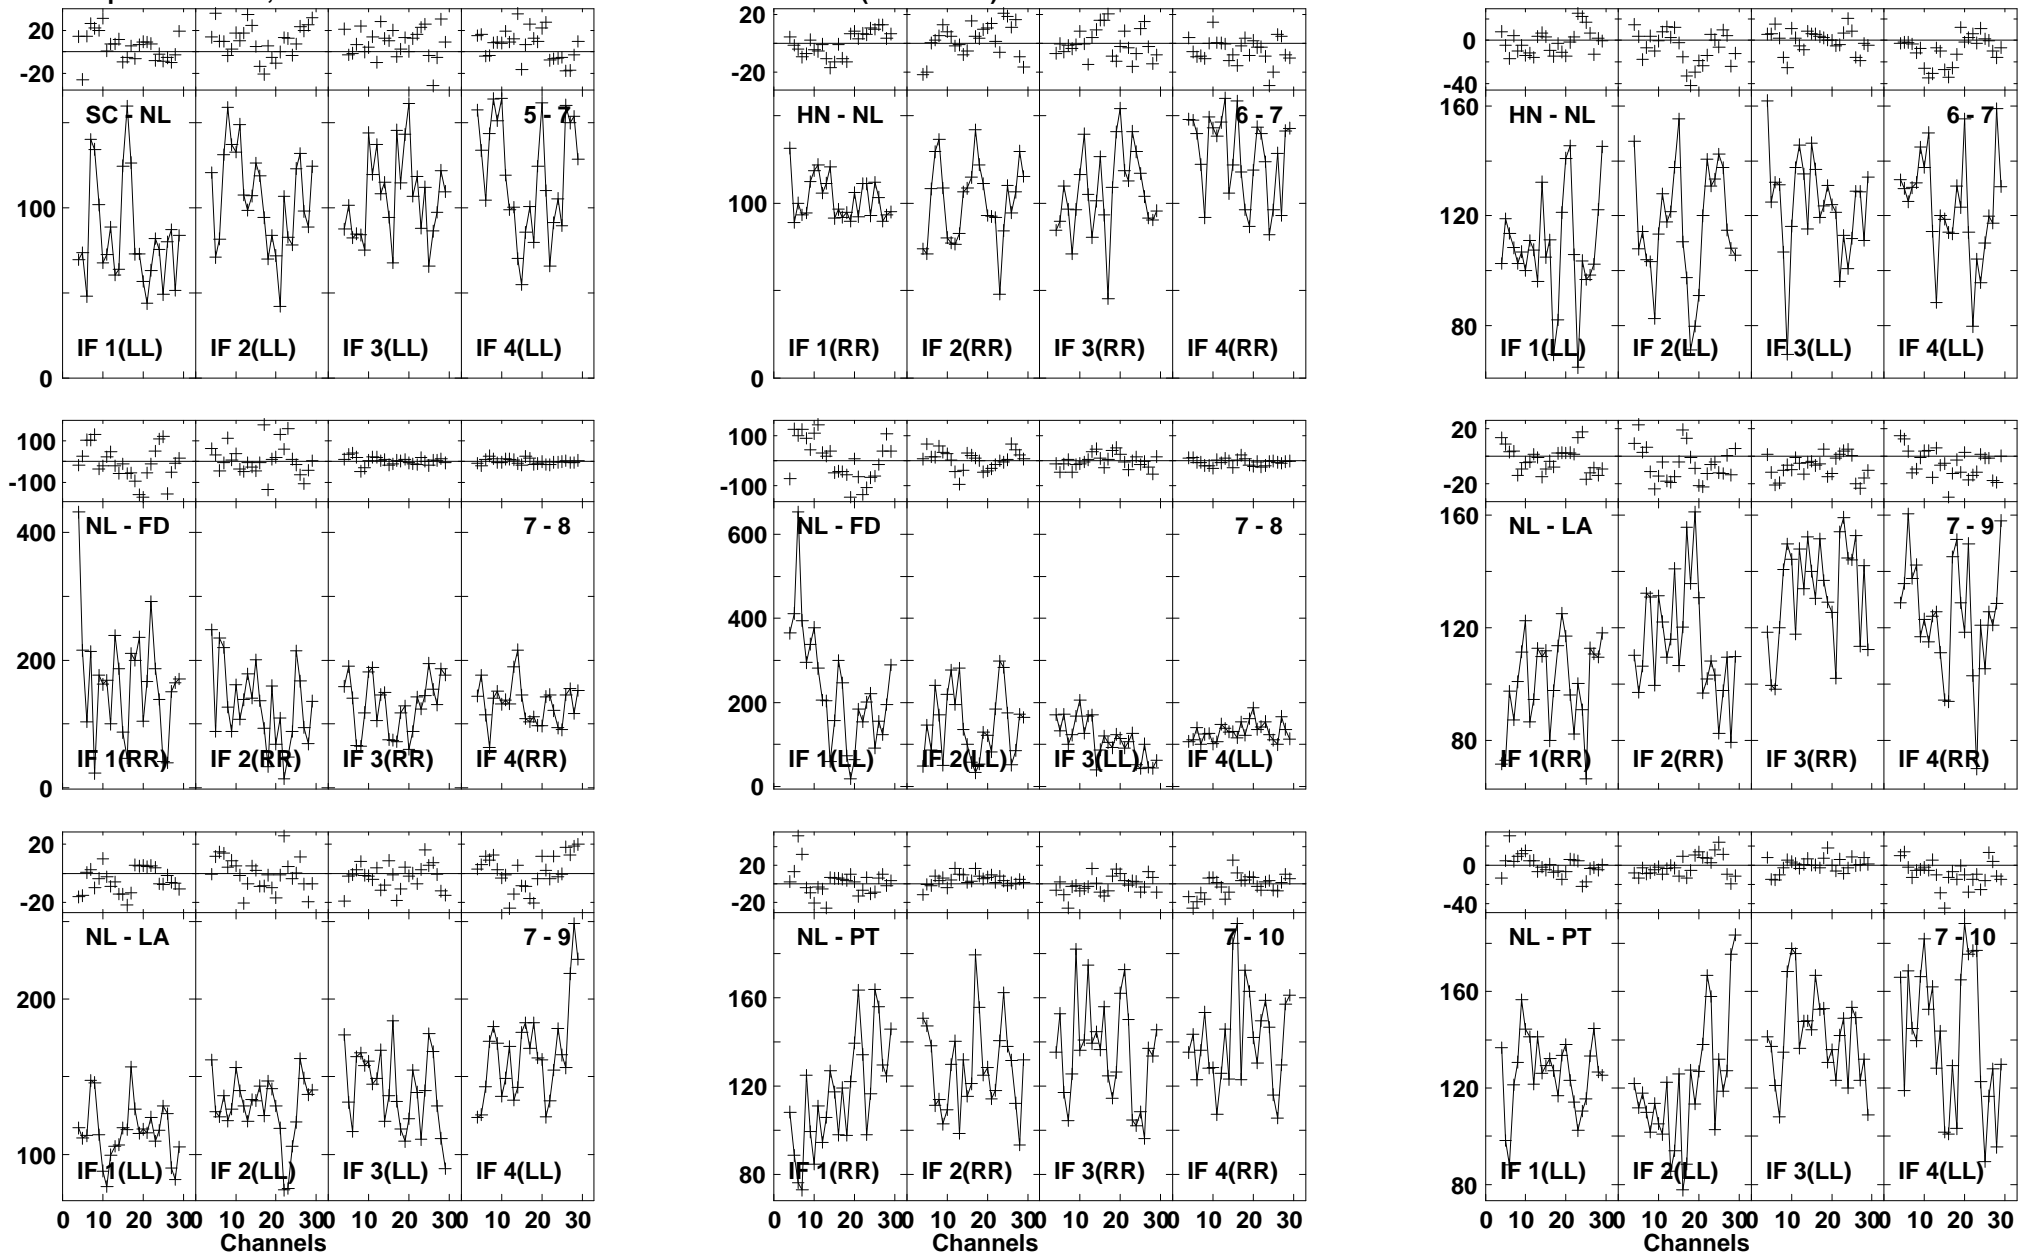 20
-20
SC - NL
5 - 7
100
0
IF 1(LL)
IF 2(LL)
IF 3(LL)
IF 4(LL)
20
-20
HN - NL
6 - 7
100
0
IF 1(RR)
IF 2(RR)
IF 3(RR)
IF 4(RR)
0
-40
160
HN - NL
6 - 7
120
80
IF 1(LL)
IF 2(LL)
IF 3(LL)
IF 4(LL)
100
-100
400
NL - FD
7 - 8
200
0
IF 1(RR)
IF 2(RR)
IF 3(RR)
IF 4(RR)
100
-100
600
NL - FD
7 - 8
400
200
0
IF 1(LL)
IF 2(LL)
IF 3(LL)
IF 4(LL)
20
-20
160
NL - LA
7 - 9
120
80
IF 1(RR)
IF 2(RR)
IF 3(RR)
IF 4(RR)
20
-20
NL - LA
7 - 9
200
100
IF 1(LL)
IF 2(LL)
IF 3(LL)
IF 4(LL)
0 10 20 300 10 20 300 10 20 300 10 20 30
Channels
20
-20
NL - PT
7 - 10
160
120
80
IF 1(RR)
IF 2(RR)
IF 3(RR)
IF 4(RR)
0 10 20 300 10 20 300 10 20 300 10 20 30
Channels
0
-40
NL - PT
7 - 10
160
120
80
IF 1(LL)
IF 2(LL)
IF 3(LL)
IF 4(LL)
0 10 20 300 10 20 300 10 20 300 10 20 30
Channels